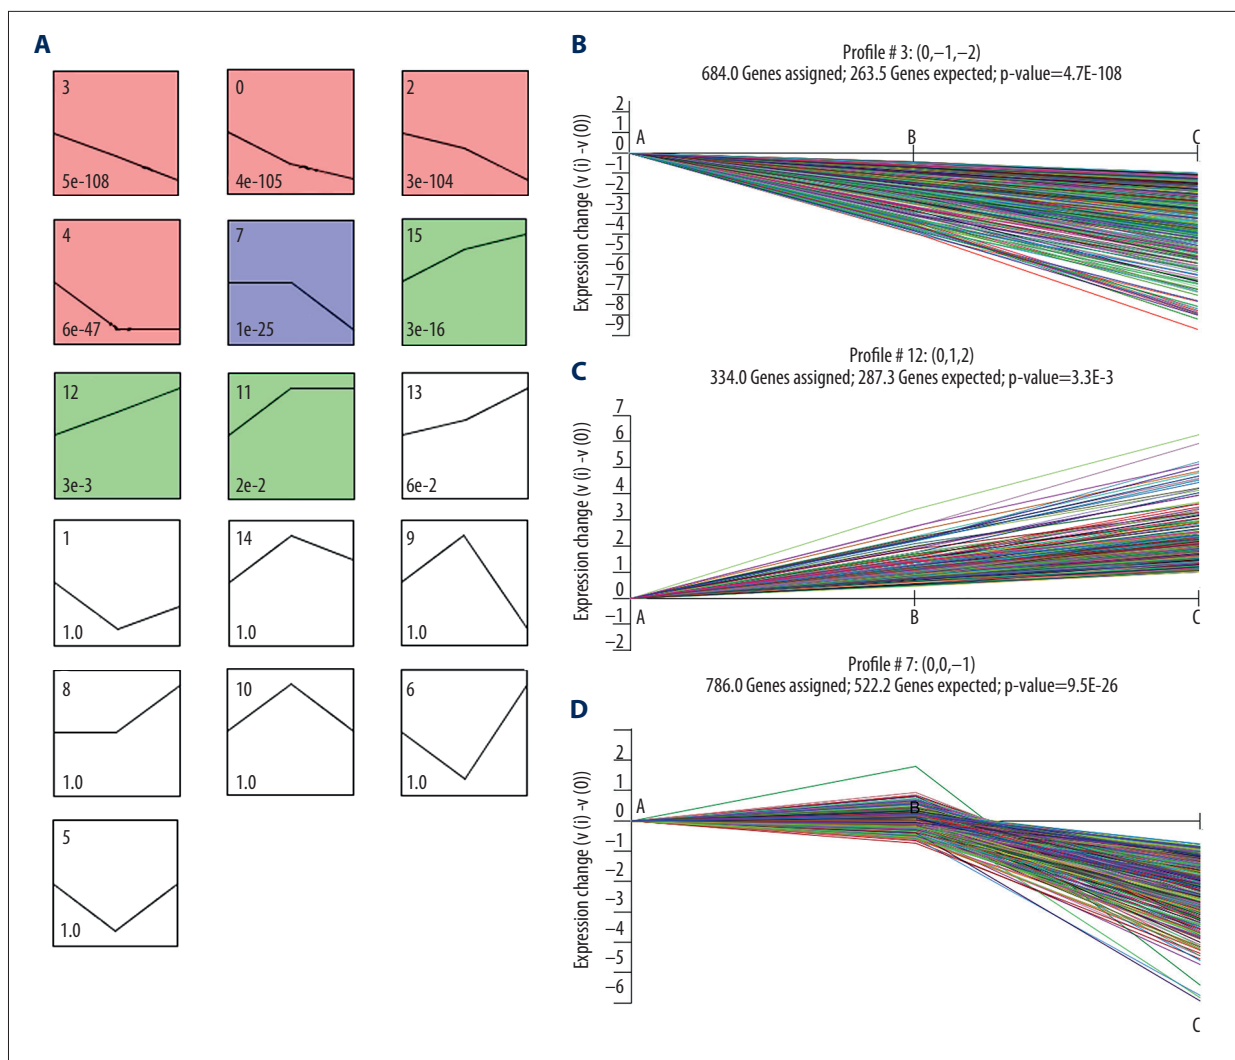 A
3
5e-108
0
4e-105
2
3e-104
4
6e-47
7
1e-25
15
3e-16
12
3e-3
11
2e-2
13
6e-2
1
1.0
14
1.0
9
1.0
8
1.0
10
1.0
6
1.0
5
1.0
B
Profile # 3: (0,–1,–2)
684.0 Genes assigned; 263.5 Genes expected; p-value=4.7E-108
Expression change (v (i) -v (0))
2
1
0
–1
–2
–3
–4
–5
–6
–7
–8
–9
A
B
C
C
Profile # 12: (0,1,2)
334.0 Genes assigned; 287.3 Genes expected; p-value=3.3E-3
Expression change (v (i) -v (0))
7
6
5
4
3
2
1
0
–1
–2
A
B
C
Profile # 7: (0,0,–1)
786.0 Genes assigned; 522.2 Genes expected; p-value=9.5E-26
D
Expression change (v (i) -v (0))
2
1
0
–1
–2
–3
–4
–5
–6
A
B
C